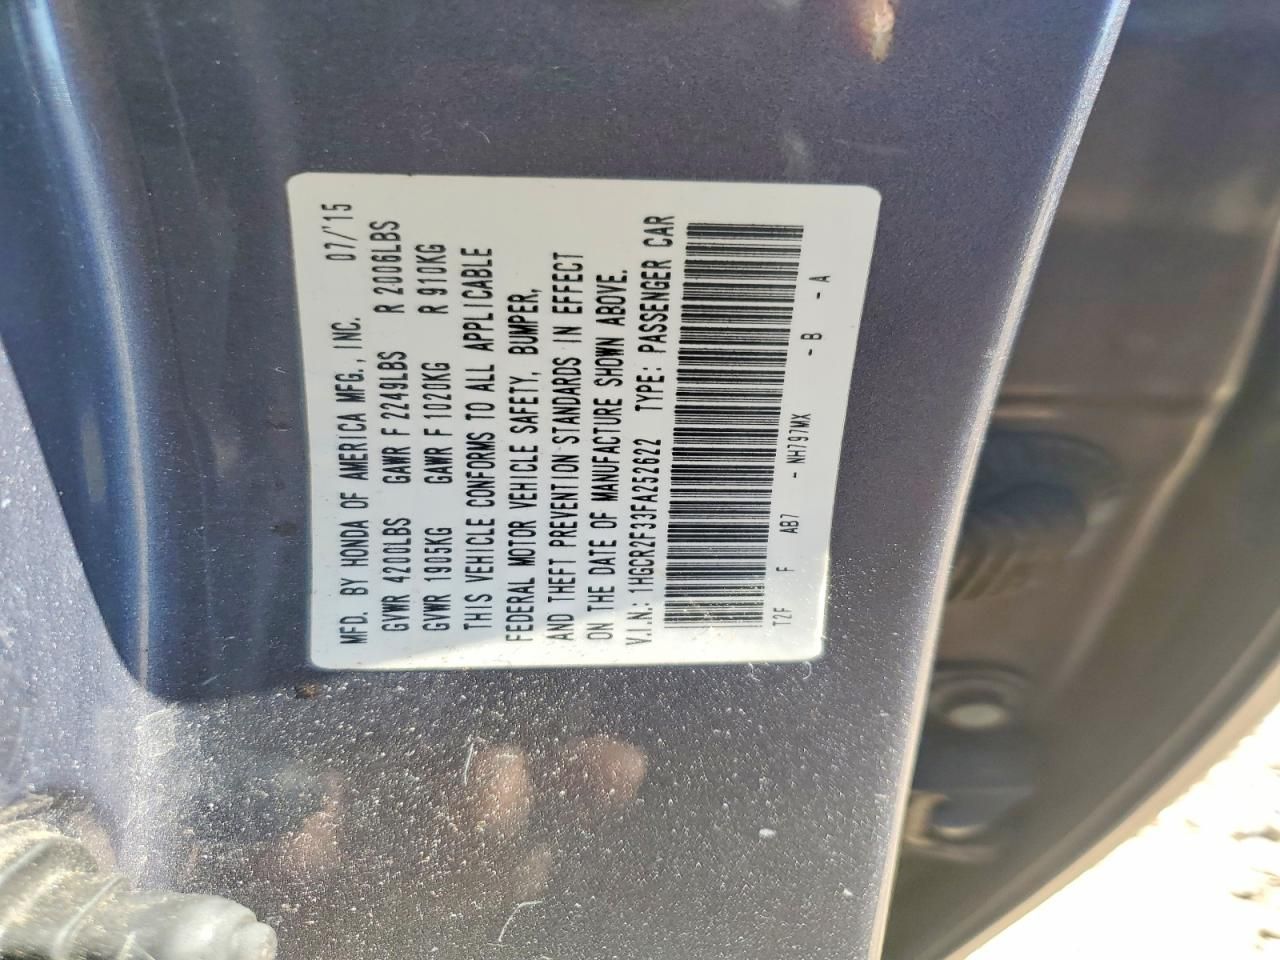 MFD. BY HONDA OF AMERICA MFG., INC. 07/'15
GVWR 4200LBS GAWR F 2249LBS R 2006LBS
GVWR 1905KG GAWR F 1020KG R 910KG
THIS VEHICLE CONFORMS TO ALL APPLICABLE
FEDERAL MOTOR VEHICLE SAFETY, BUMPER,
AND THEFT PREVENTION STANDARDS IN EFFECT
ON THE DATE OF MANUFACTURE SHOWN ABOVE.
V.I.N.: 1HGCR2F33FA252622 TYPE: PASSENGER CAR
T2F F AB7 - NH797MX - B - A